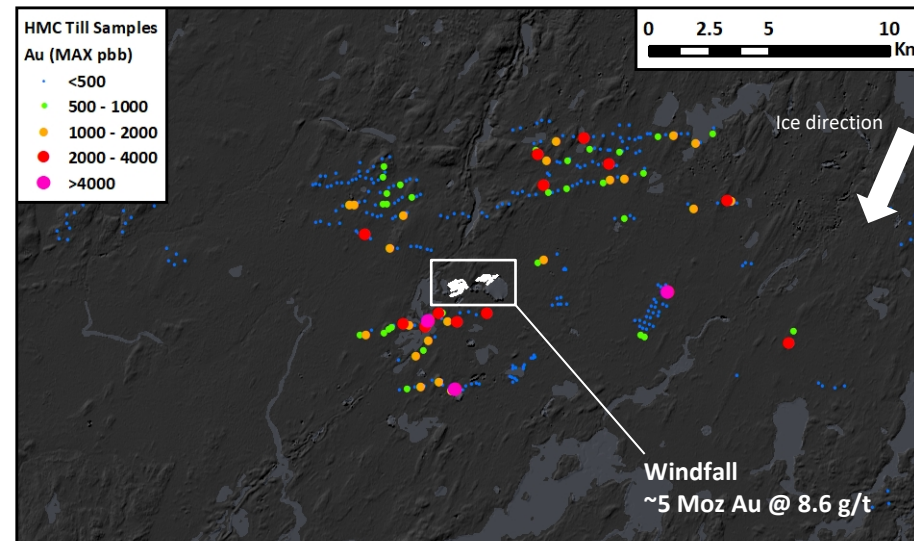 HMC Till Samples
Au (MAX pbb)
<500
500 - 1000
1000 - 2000
2000 - 4000
>4000
0 2.5 5 10
Km
Ice direction
Windfall
~5 Moz Au @ 8.6 g/t